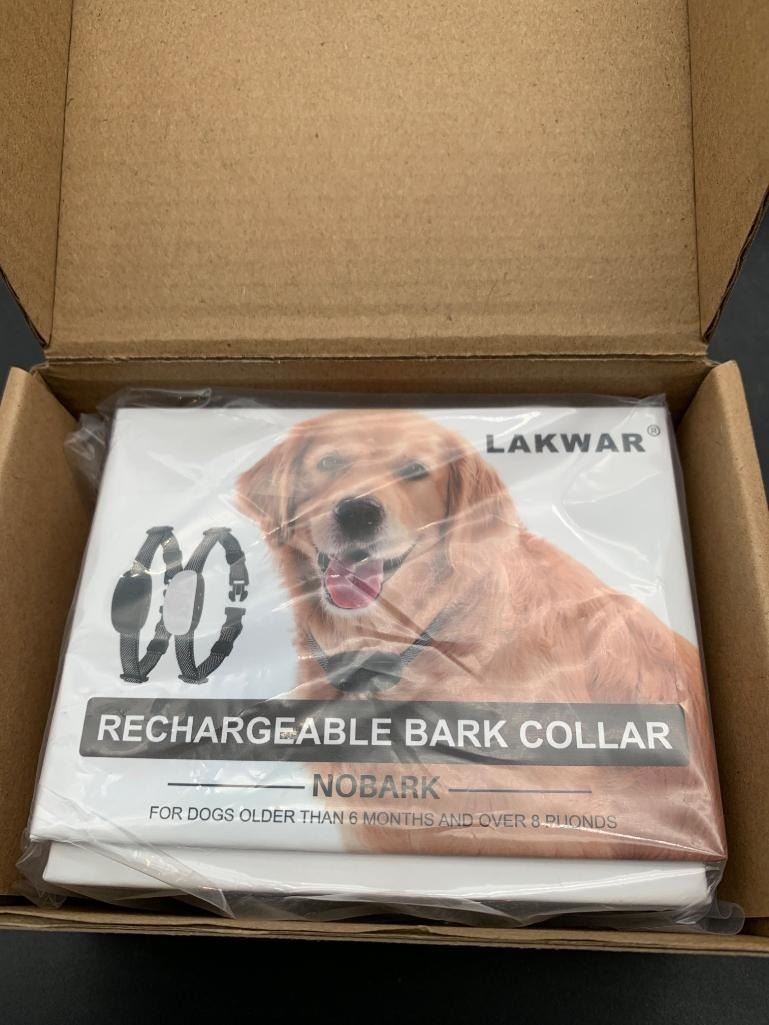 LAKWAR®
RECHARGEABLE BARK COLLAR
NOBARK
FOR DOGS OLDER THAN 6 MONTHS AND OVER 8 PUONDS